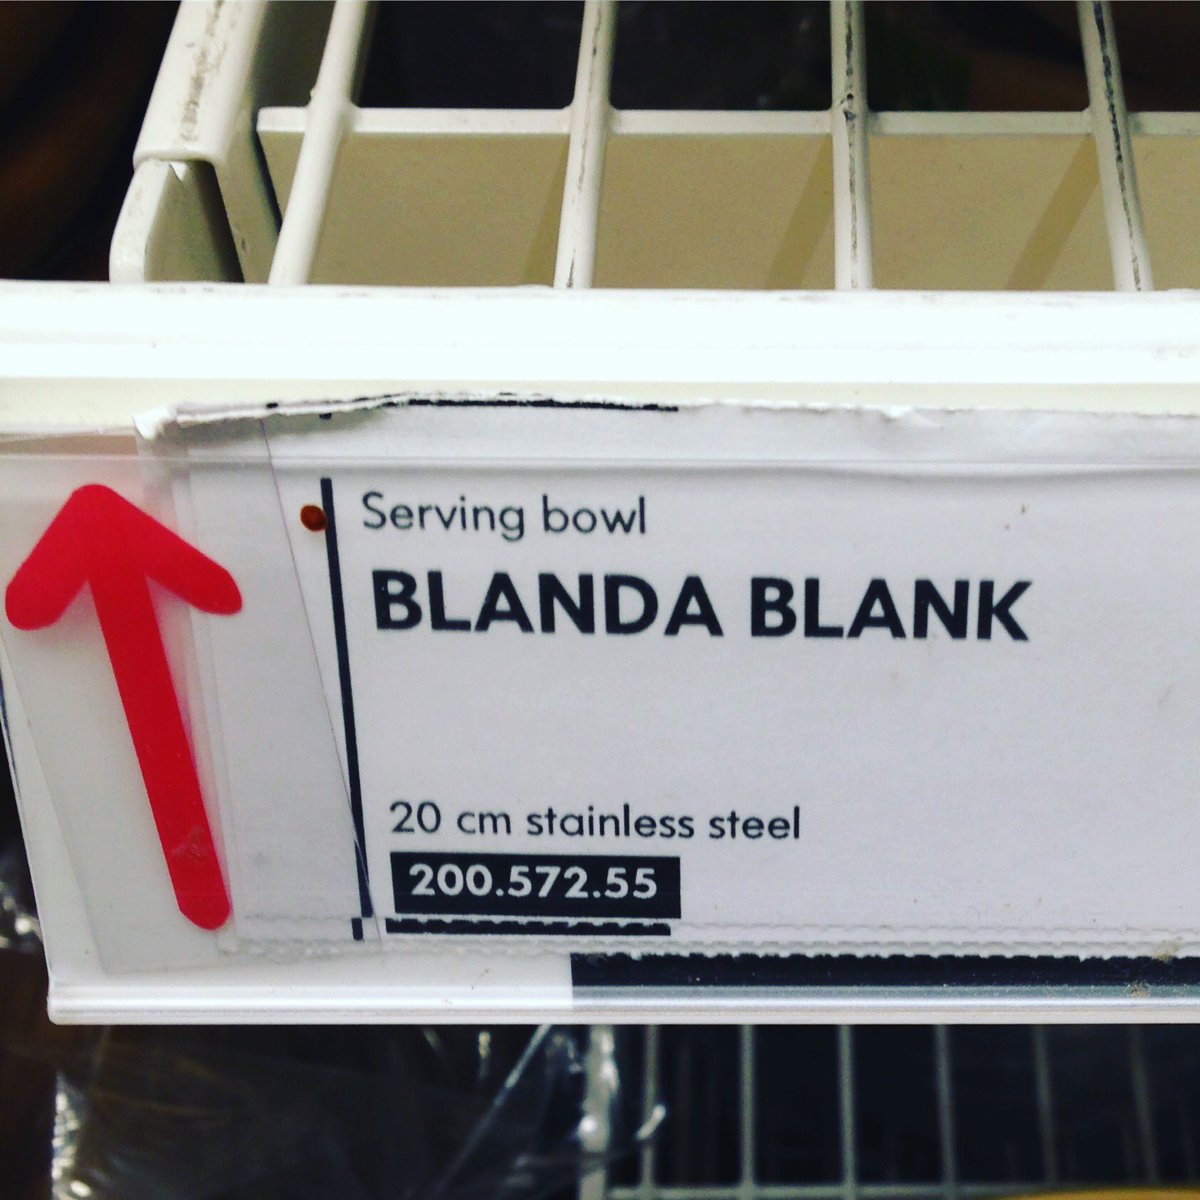 Serving bowl
BLANDA BLANK
20 cm stainless steel
200.572.55